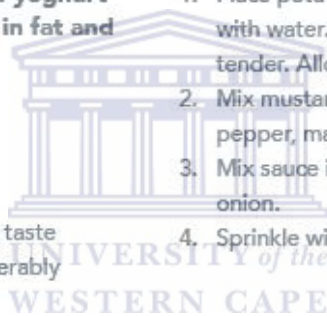 yoghurt
in fat and
taste
erably
with water.
tender. Allo
2. Mix mustar
pepper, ma
3. Mix sauce i
onion.
4. Sprinkle wi
UNIVERSITY of the
WESTERN CAPE